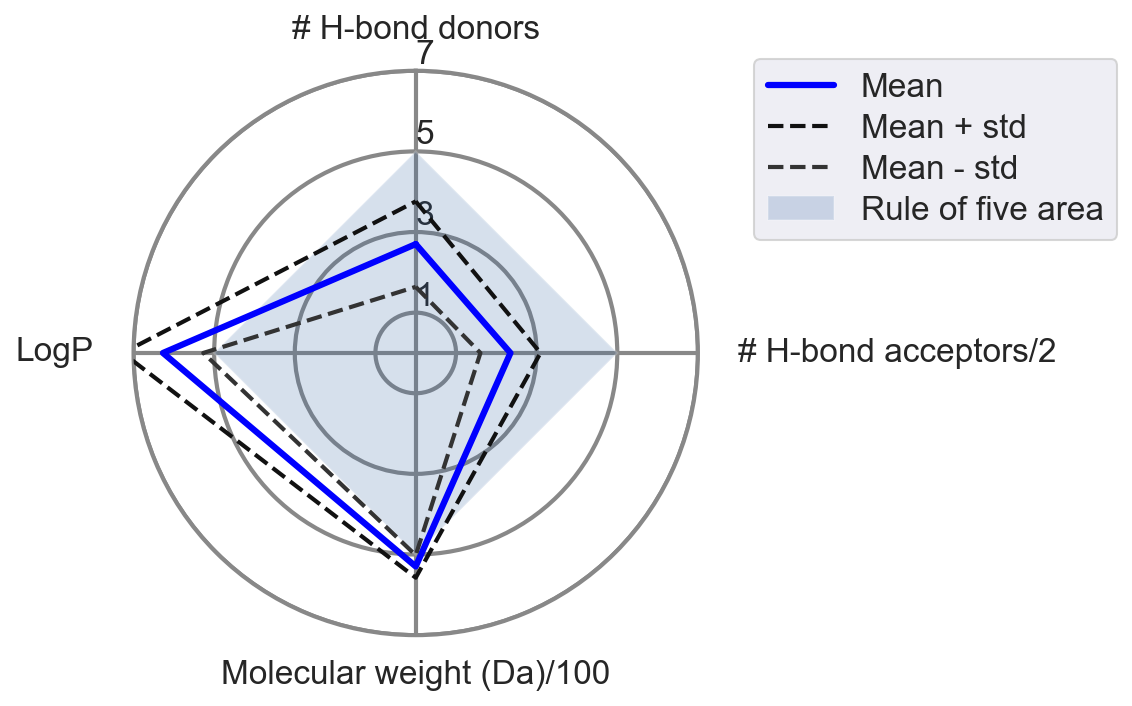 # H-bond donors
7
5
3
1
LogP
# H-bond acceptors/2
Molecular weight (Da)/100
Mean
Mean + std
Mean - std
Rule of five area